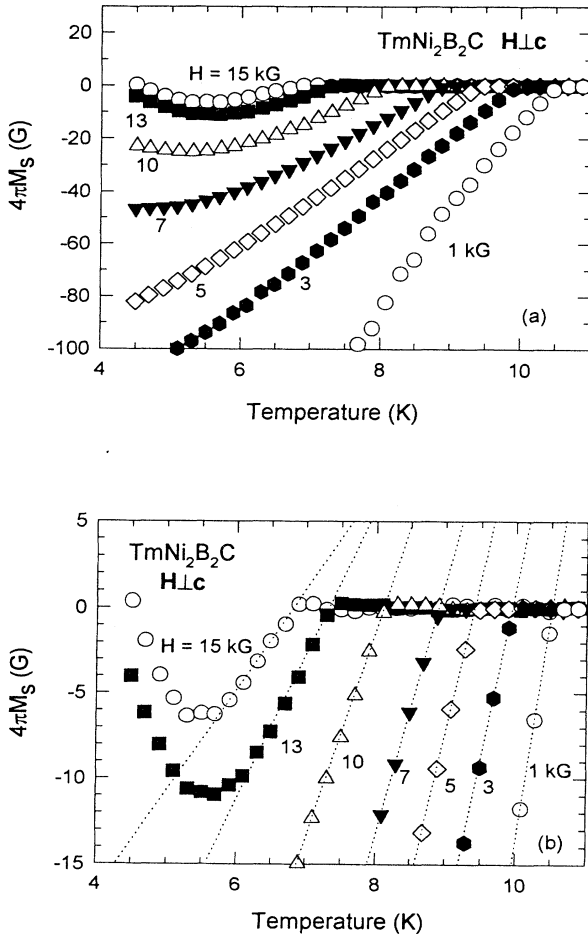 TmNi₂B₂C H⊥c
20
0
-20
-40
-60
-80
-100
4πMₛ (G)
H = 15 kG
13
10
7
5
3
1 kG
(a)
4 6 8 10
Temperature (K)
TmNi₂B₂C
H⊥c
5
0
-5
-10
-15
4πMₛ (G)
H = 15 kG
13
10
7
5
3
1 kG
(b)
4 6 8 10
Temperature (K)